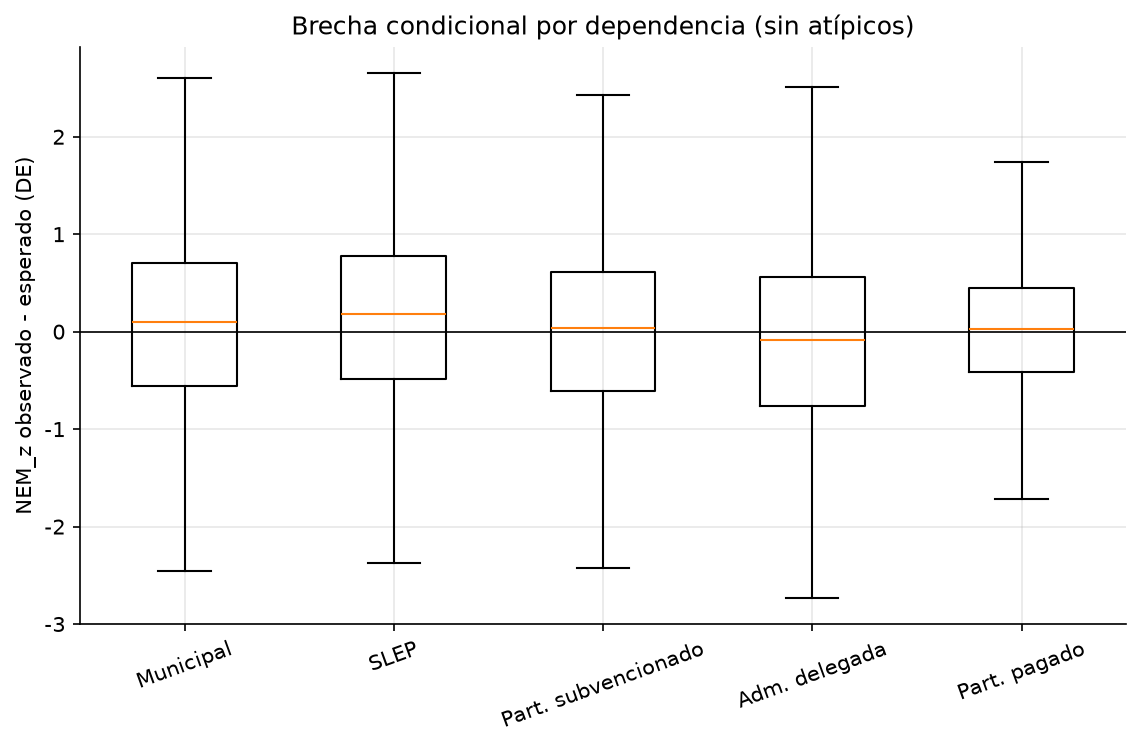 Brecha condicional por dependencia (sin atípicos)
NEM_z observado - esperado (DE)
2
1
0
-1
-2
-3
Municipal
SLEP
Part. subvencionado
Adm. delegada
Part. pagado